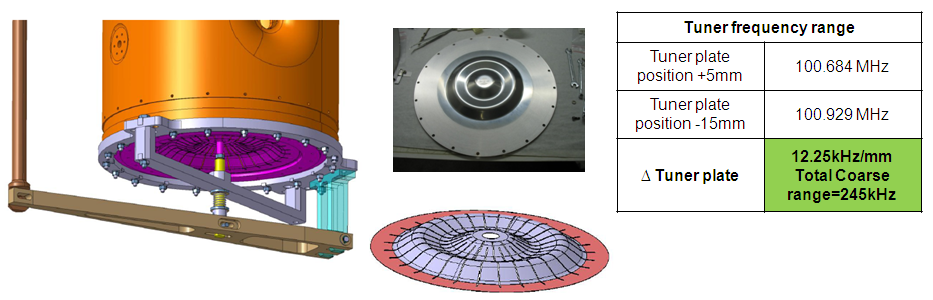 Tuner frequency range
Tuner plate
position +5mm
100.684 MHz
Tuner plate
position -15mm
100.929 MHz
Δ Tuner plate
12.25kHz/mm
Total Coarse
range=245kHz